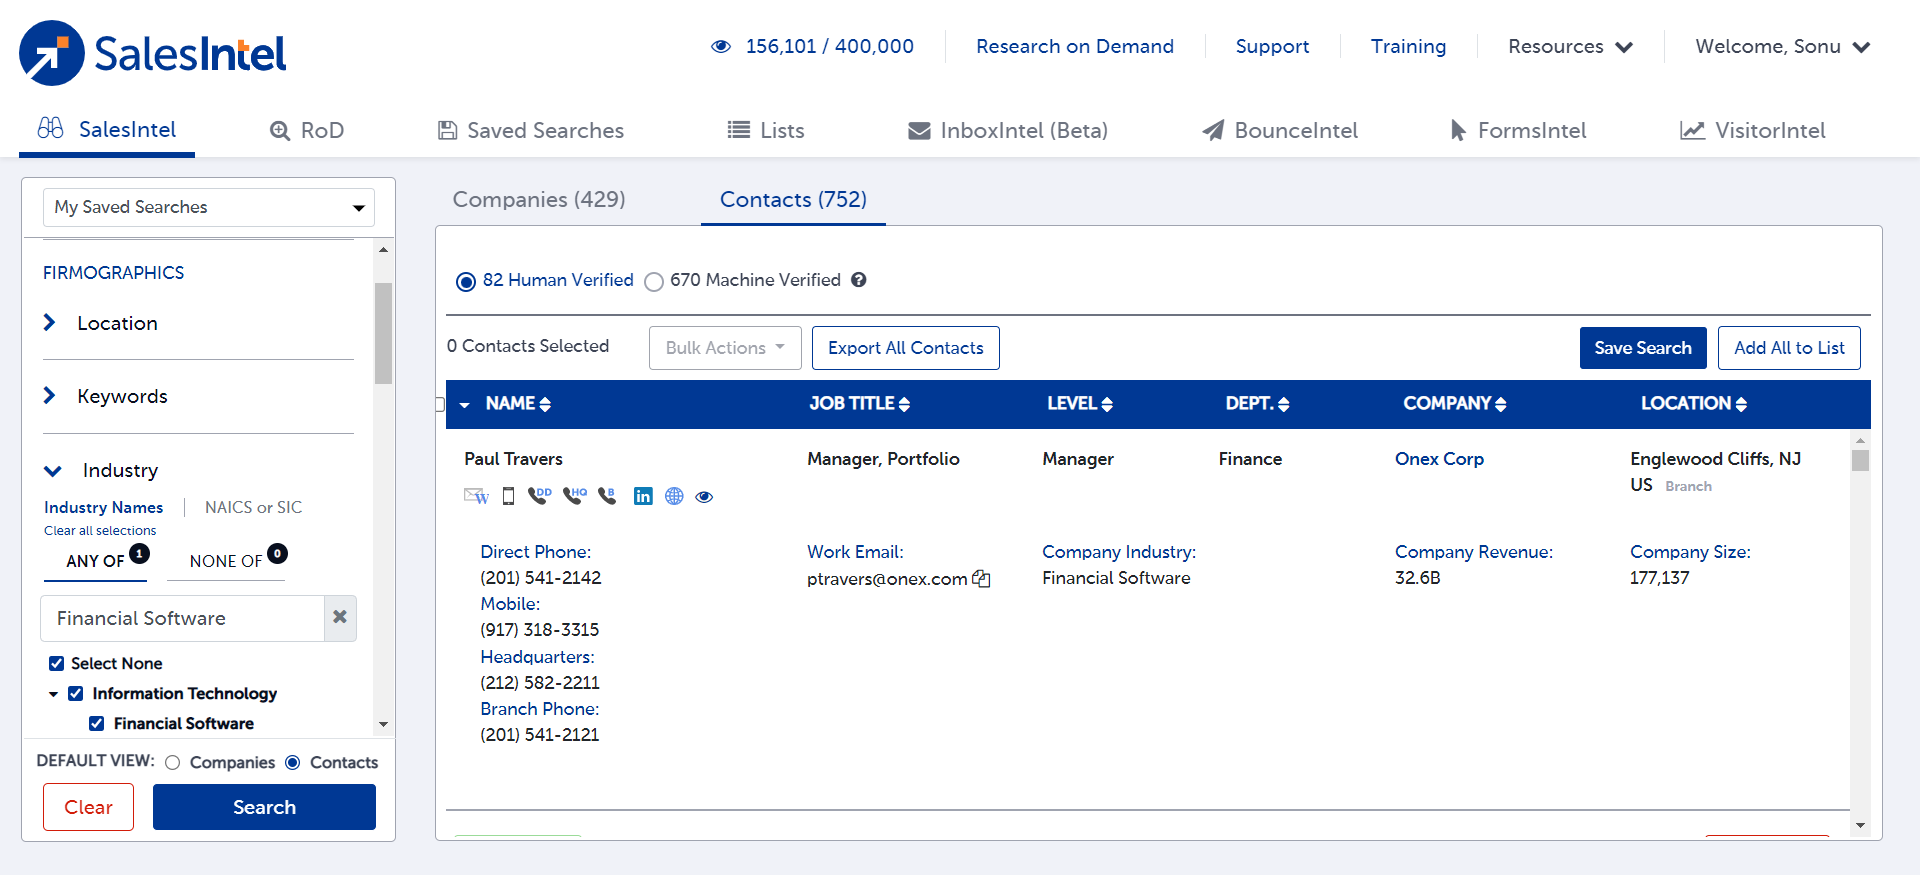 SalesIntel
156,101 / 400,000
Research on Demand
Support
Training
Resources
Welcome, Sonu
SalesIntel
RoD
Saved Searches
Lists
InboxIntel (Beta)
BounceIntel
FormsIntel
VisitorIntel
My Saved Searches
FIRMOGRAPHICS
Location
Keywords
Industry
Industry Names
NAICS or SIC
Clear all selections
ANY OF 1
NONE OF 0
Financial Software
Select None
Information Technology
Financial Software
DEFAULT VIEW: Companies Contacts
Clear
Search
Companies (429)
Contacts (752)
82 Human Verified
670 Machine Verified ?
0 Contacts Selected
Bulk Actions
Export All Contacts
Save Search
Add All to List
NAME
JOB TITLE
LEVEL
DEPT.
COMPANY
LOCATION
Paul Travers
Manager, Portfolio
Manager
Finance
Onex Corp
Englewood Cliffs, NJ
US Branch
W
DD
HQ
B
in
Direct Phone:
(201) 541-2142
Mobile:
(917) 318-3315
Headquarters:
(212) 582-2211
Branch Phone:
(201) 541-2121
Work Email:
ptravers@onex.com
Company Industry:
Financial Software
Company Revenue:
32.6B
Company Size:
177,137